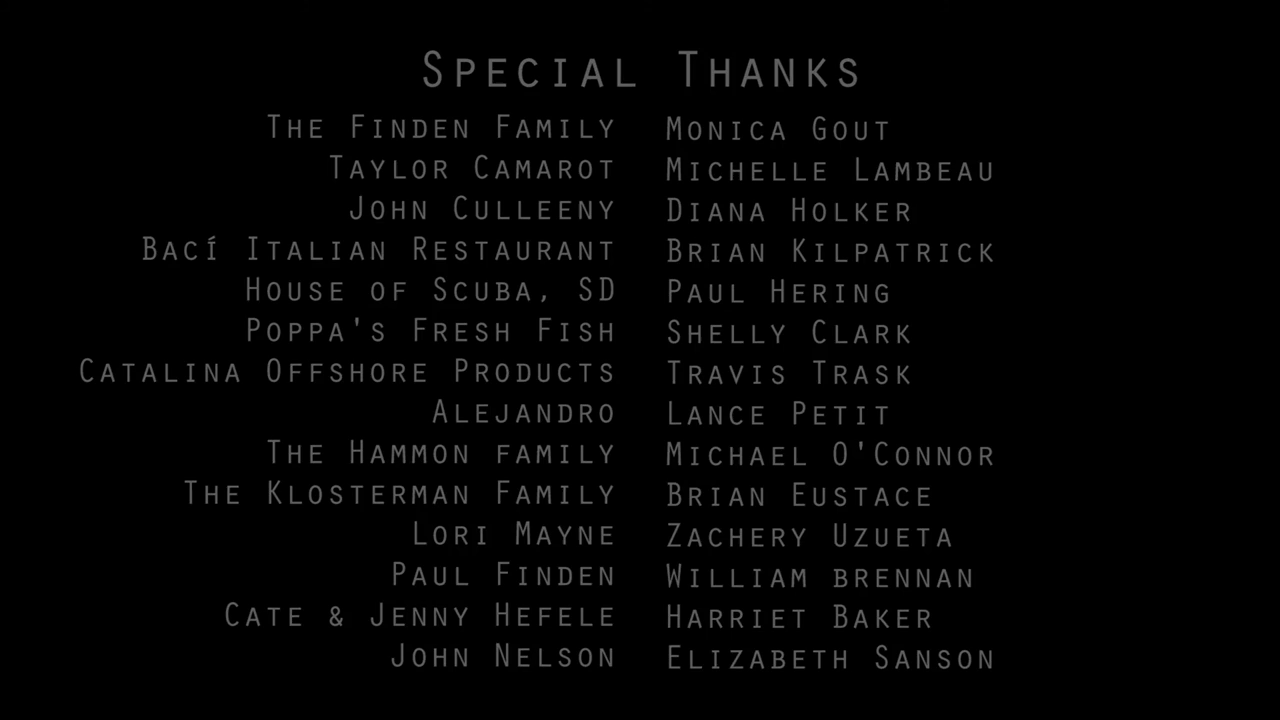 Special Thanks
The Finden Family
Taylor Camarot
John Culleeny
Bací Italian Restaurant
House of Scuba, SD
Poppa's Fresh Fish
Catalina Offshore Products
Alejandro
The Hammon family
The Klosterman Family
Lori Mayne
Paul Finden
Cate & Jenny Hefele
John Nelson
Monica Gout
Michelle Lambeau
Diana Holker
Brian Kilpatrick
Paul Hering
Shelly Clark
Travis Trask
Lance Petit
Michael O'Connor
Brian Eustace
Zachery Uzueta
William brennan
Harriet Baker
Elizabeth Sanson